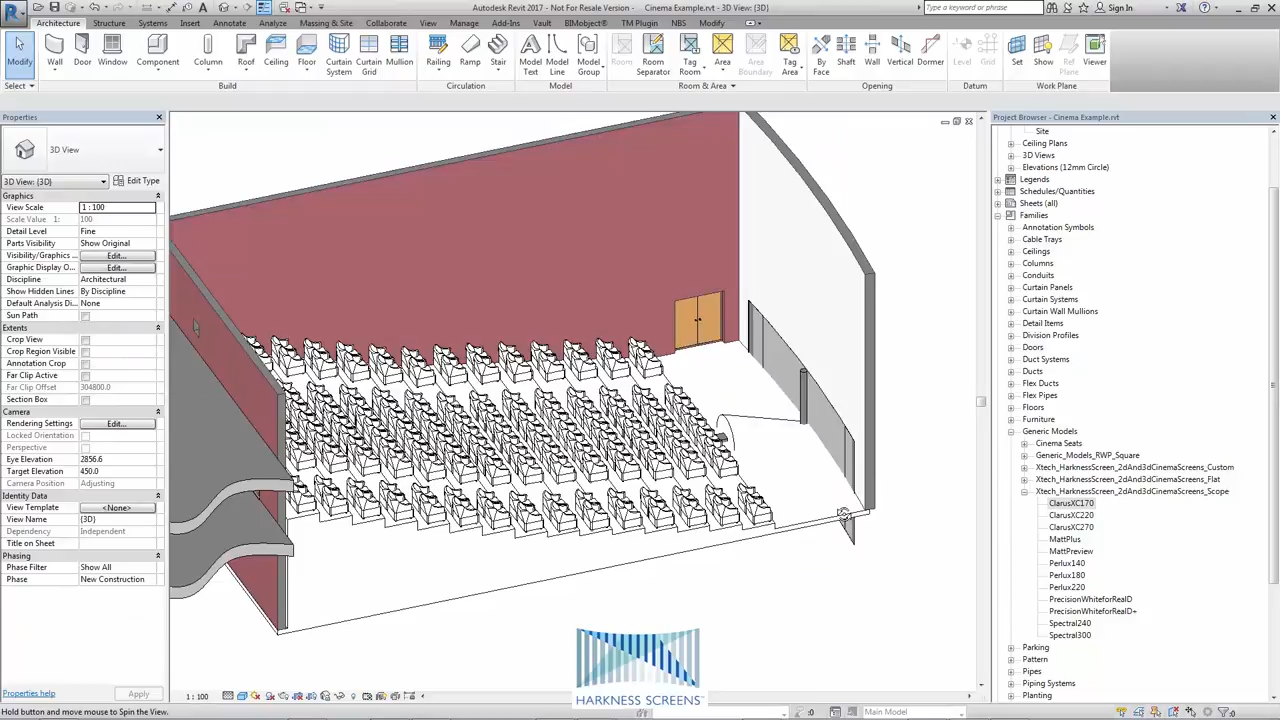 Autodesk Revit 2017 - Not For Resale Version -    Cinema Example.rvt - 3D View: {3D}
Type a keyword or phrase
Sign In
Architecture Structure Systems Insert Annotate Analyze Massing & Site Collaborate View Manage Add-Ins Vault BIMobject® TM Plugin NBS Modify
Modify Wall Door Window Component Column Roof Ceiling Floor Curtain System Curtain Grid Mullion Railing Ramp Stair Model Text Model Line Model Group Room Room Separator Tag Room Area Area Boundary Tag Area By Face Shaft Wall Vertical Dormer Level Grid Set Show Ref Plane Viewer
Select Build Circulation Model Room & Area Opening Datum Work Plane
Properties
3D View
3D View: {3D} Edit Type
Graphics
View Scale 1 : 100
Scale Value 1: 100
Detail Level Fine
Parts Visibility Show Original
Visibility/Graphics ... Edit...
Graphic Display O... Edit...
Discipline Architectural
Show Hidden Lines By Discipline
Default Analysis Di... None
Sun Path
Extents
Crop View
Crop Region Visible
Annotation Crop
Far Clip Active
Far Clip Offset 304800.0
Section Box
Camera
Rendering Settings Edit...
Locked Orientation
Perspective
Eye Elevation 2856.6
Target Elevation 450.0
Camera Position Adjusting
Identity Data
View Template <None>
View Name {3D}
Dependency Independent
Title on Sheet
Phasing
Phase Filter Show All
Phase New Construction
Properties help Apply
Project Browser - Cinema Example.rvt
Site
Ceiling Plans
3D Views
Elevations (12mm Circle)
Legends
Schedules/Quantities
Sheets (all)
Families
Annotation Symbols
Cable Trays
Ceilings
Columns
Conduits
Curtain Panels
Curtain Systems
Curtain Wall Mullions
Detail Items
Division Profiles
Doors
Duct Systems
Ducts
Flex Ducts
Flex Pipes
Floors
Furniture
Generic Models
Cinema Seats
Generic_Models_RWP_Square
Xtech_HarknessScreen_2dAnd3dCinemaScreens_Custom
Xtech_HarknessScreen_2dAnd3dCinemaScreens_Flat
Xtech_HarknessScreen_2dAnd3dCinemaScreens_Scope
ClarusXC170
ClarusXC220
ClarusXC270
MattPlus
MattPreview
Perlux140
Perlux180
Perlux220
PrecisionWhiteforRealD
PrecisionWhiteforRealD+
Spectral240
Spectral300
Parking
Pattern
Pipes
Piping Systems
Planting
HARKNESS SCREENS
1 : 100
Hold button and move mouse to Spin the View.
:0 Main Model :0